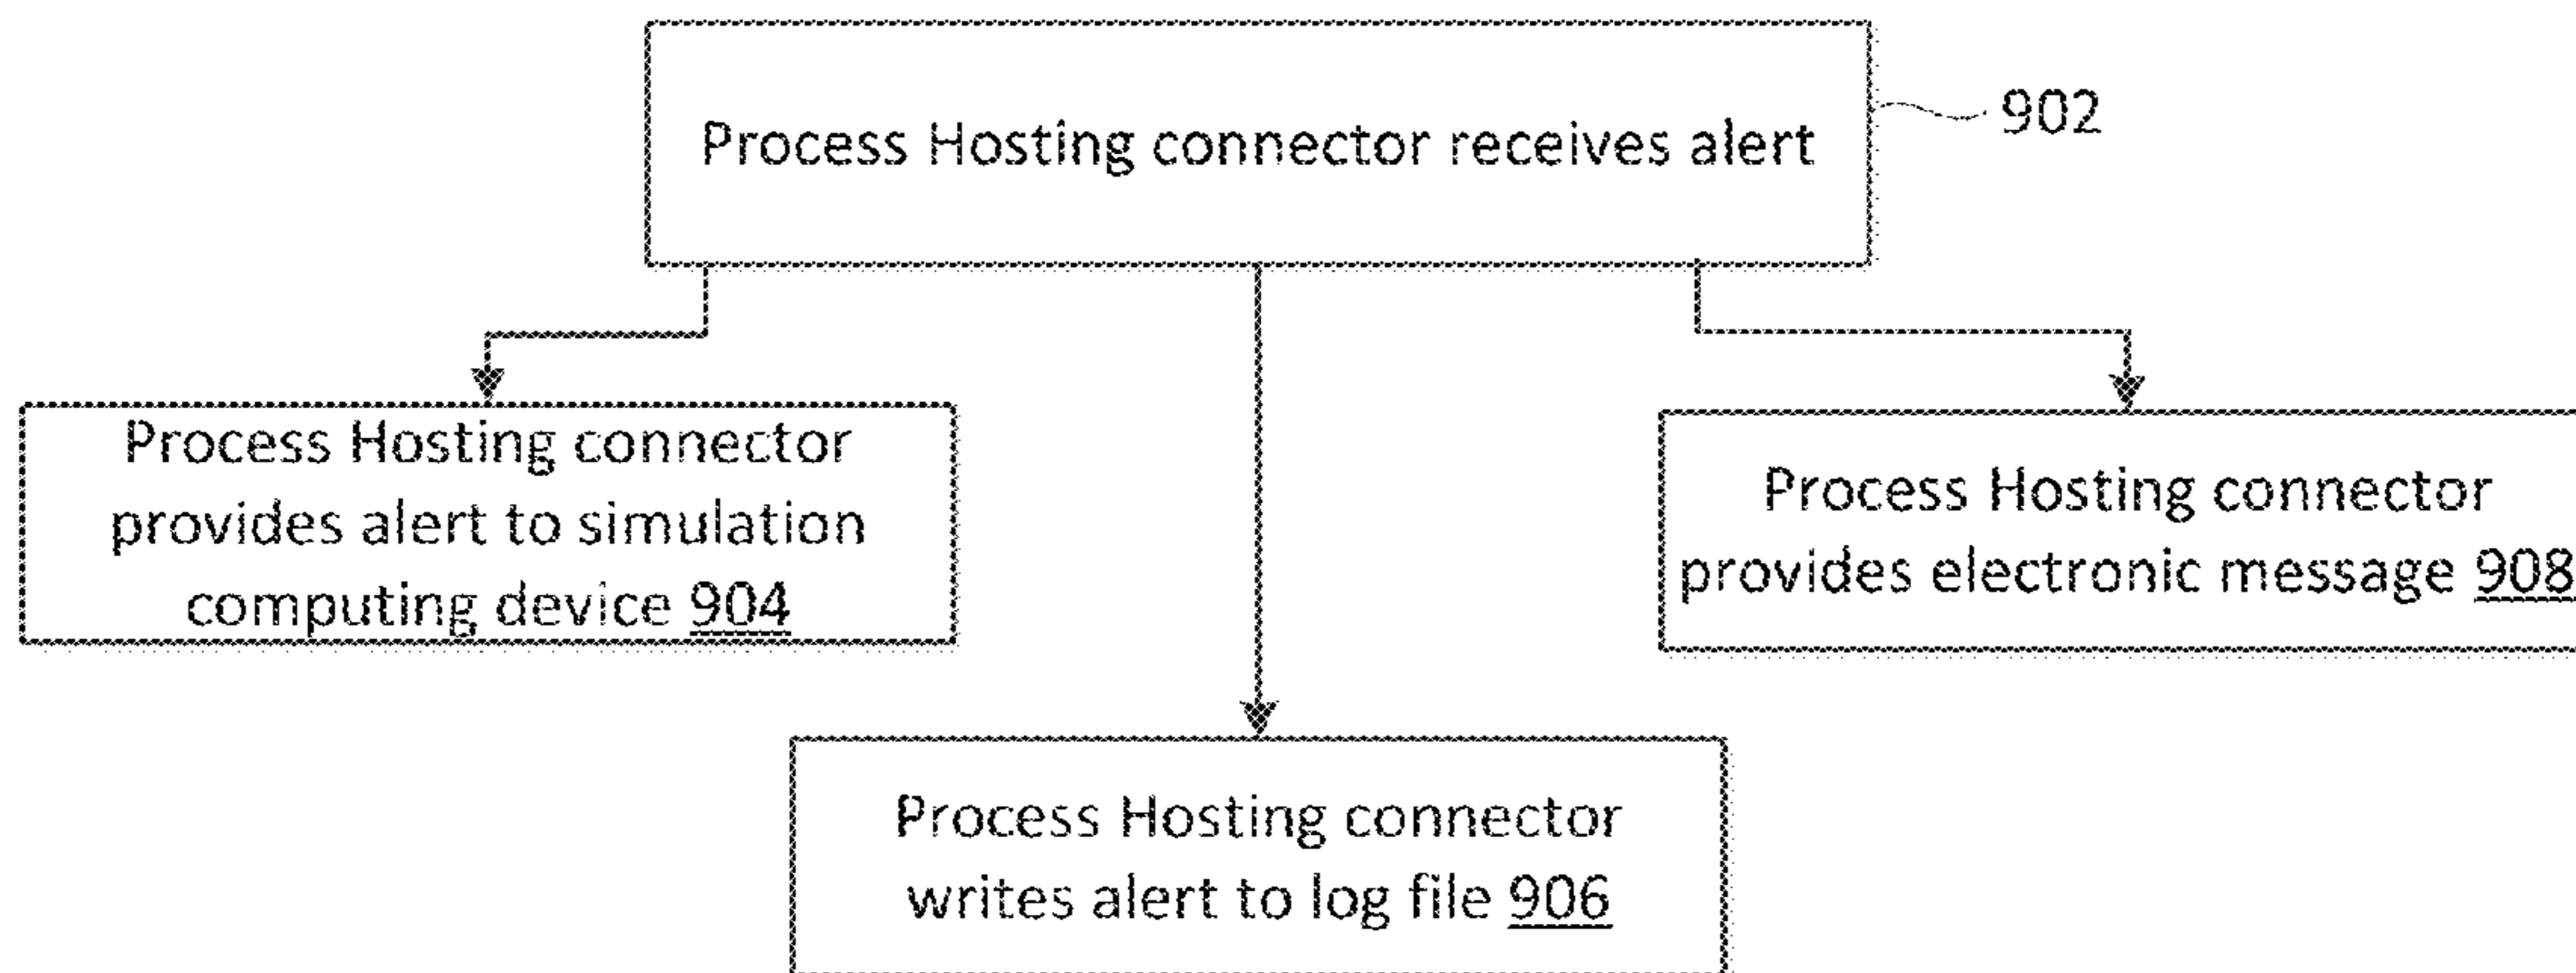 Process Hosting connector receives alert
902
Process Hosting connector
provides alert to simulation
computing device 904
Process Hosting connector
provides electronic message 908
Process Hosting connector
writes alert to log file 906